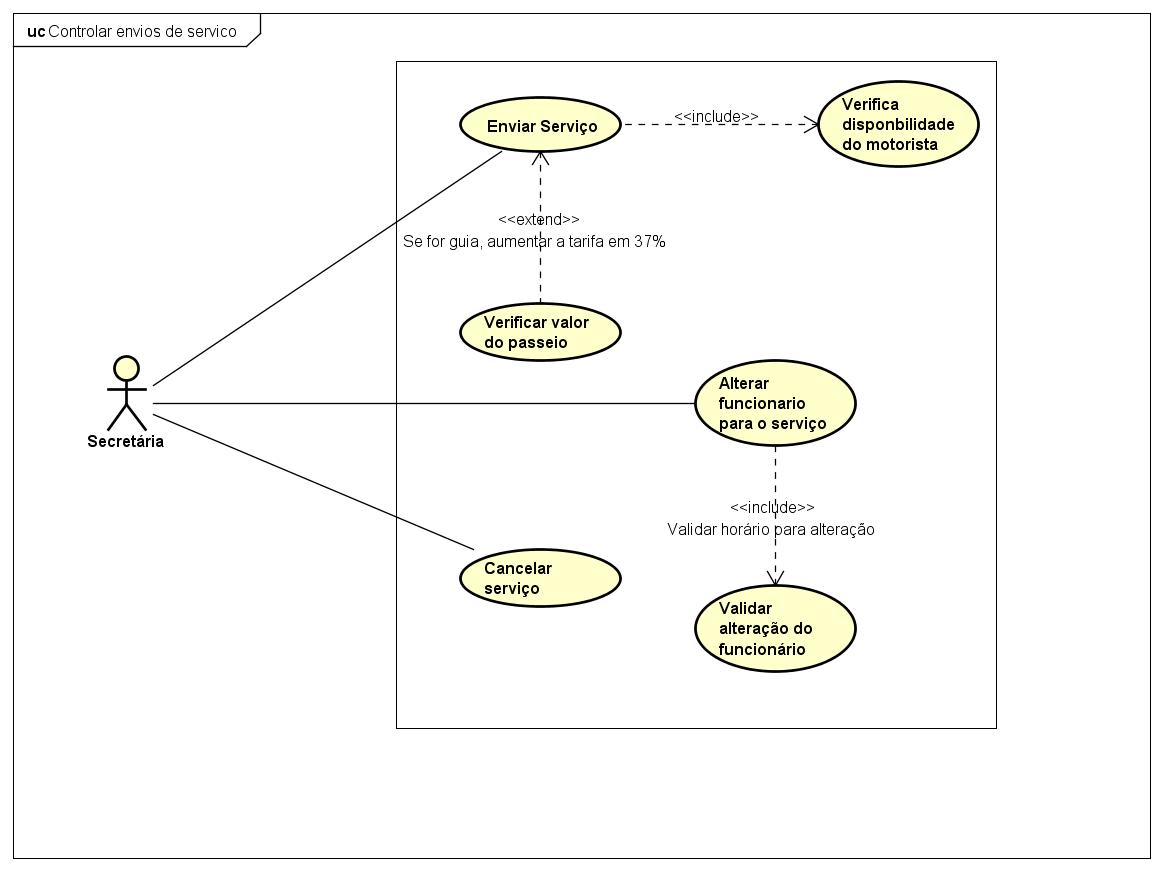 uc Controlar envios de servico
Enviar Serviço
<<include>>
Verifica
disponbilidade
do motorista
<<extend>>
Se for guia, aumentar a tarifa em 37%
Verificar valor
do passeio
Secretária
Alterar
funcionario
para o serviço
<<include>>
Validar horário para alteração
Cancelar
serviço
Validar
alteração do
funcionário